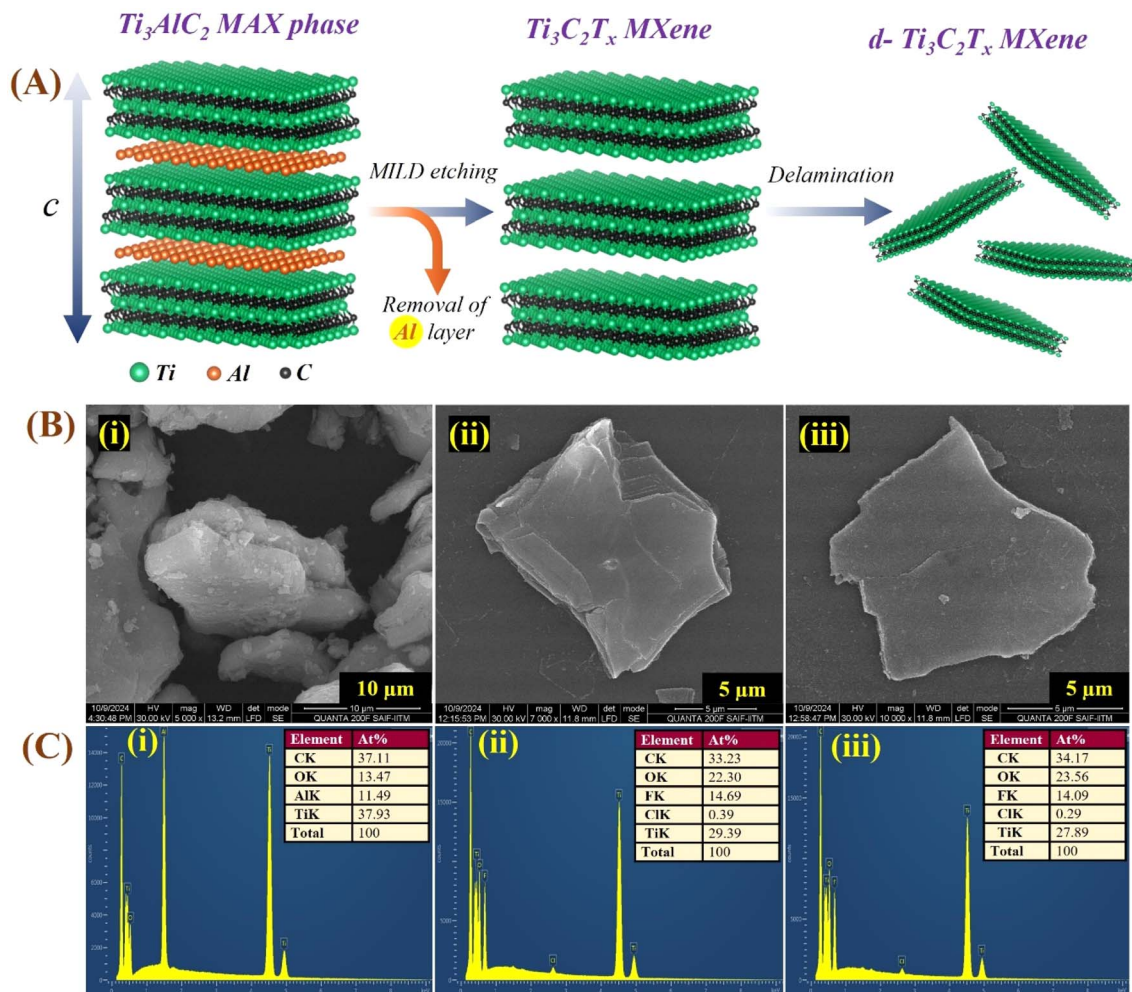 Ti₃AlC₂ MAX phase
Ti₃C₂Tₓ MXene
d- Ti₃C₂Tₓ MXene
(A)
c
MILD etching
Removal of
Al layer
Delamination
Ti Al C
(B)
(i)
10 µm
10/9/2024 HV mag WD det mode 10 µm
4:30:48 PM 30.00 kV 5 000 x 13.2 mm LFD SE QUANTA 200F SAIF-IITM
(ii)
5 µm
10/9/2024 HV mag WD det mode 5 µm
12:15:53 PM 30.00 kV 7 000 x 11.8 mm LFD SE QUANTA 200F SAIF-IITM
(iii)
5 µm
10/9/2024 HV mag WD det mode 5 µm
12:58:47 PM 30.00 kV 10 000 x 11.8 mm LFD SE QUANTA 200F SAIF-IITM
(C)
(i)
Element At%
CK 37.11
OK 13.47
AlK 11.49
TiK 37.93
Total 100
(ii)
Element At%
CK 33.23
OK 22.30
FK 14.69
ClK 0.39
TiK 29.39
Total 100
(iii)
Element At%
CK 34.17
OK 23.56
FK 14.09
ClK 0.29
TiK 27.89
Total 100